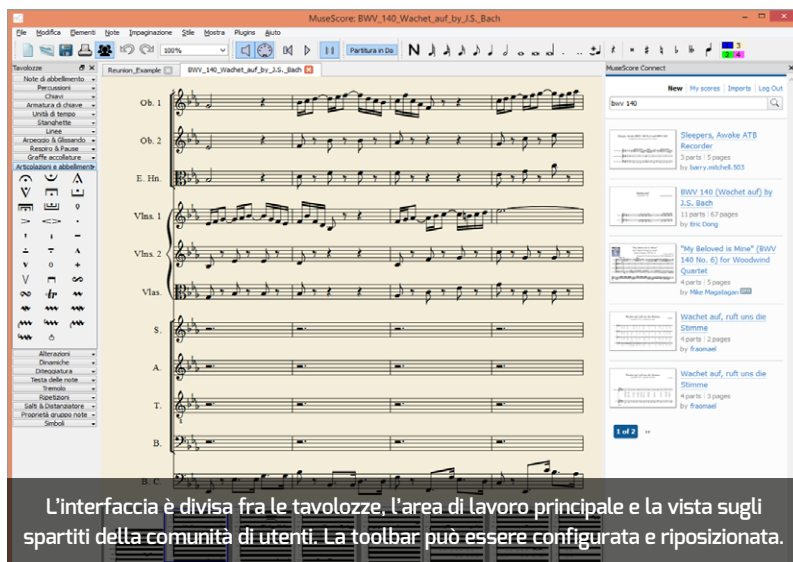 MuseScore: BWV_140_Wachet_auf_by_J.S._Bach
File Modifica Elementi Note Impaginazione Stile Mostra Plugins Aiuto
100% Partitura in Do N 1 2 3 4
Tavolozze
Note di abbellimento
Percussioni
Chiavi
Armatura di chiave
Unità di tempo
Stanghette
Linee
Arpeggio & Glissando
Respiro & Pause
Graffe accollature
Articolazioni e abbellimenti
Alterazioni
Dinamiche
Diteggiatura
Testa delle note
Tremolo
Ripetizioni
Salti & Distanziatore
Proprietà gruppo note
Simboli
Reunion_Example BWV_140_Wachet_auf_by_J.S._Bach
Ob. 1
Ob. 2
E. Hn.
Vlns. 1
Vlns. 2
Vlas.
S.
A.
T.
B.
B. C.
MuseScore Connect
New | My scores | Imports | Log Out
bwv 140
Sleepers, Awake ATB
Recorder
3 parts | 5 pages
by barry.mitchell.503
BWV 140 (Wachet auf) by
J.S. Bach
11 parts | 67 pages
by Eric Dong
"My Beloved is Mine" (BWV
140 No. 6) for Woodwind
Quartet
4 parts | 5 pages
by Mike Magatagan PRO
Wachet auf, ruft uns die
Stimme
4 parts | 2 pages
by fraomael
Wachet auf, ruft uns die
Stimme
4 parts | 3 pages
by fraomael
1 of 2 ››
L'interfaccia è divisa fra le tavolozze, l'area di lavoro principale e la vista sugli
spartiti della comunità di utenti. La toolbar può essere configurata e riposizionata.